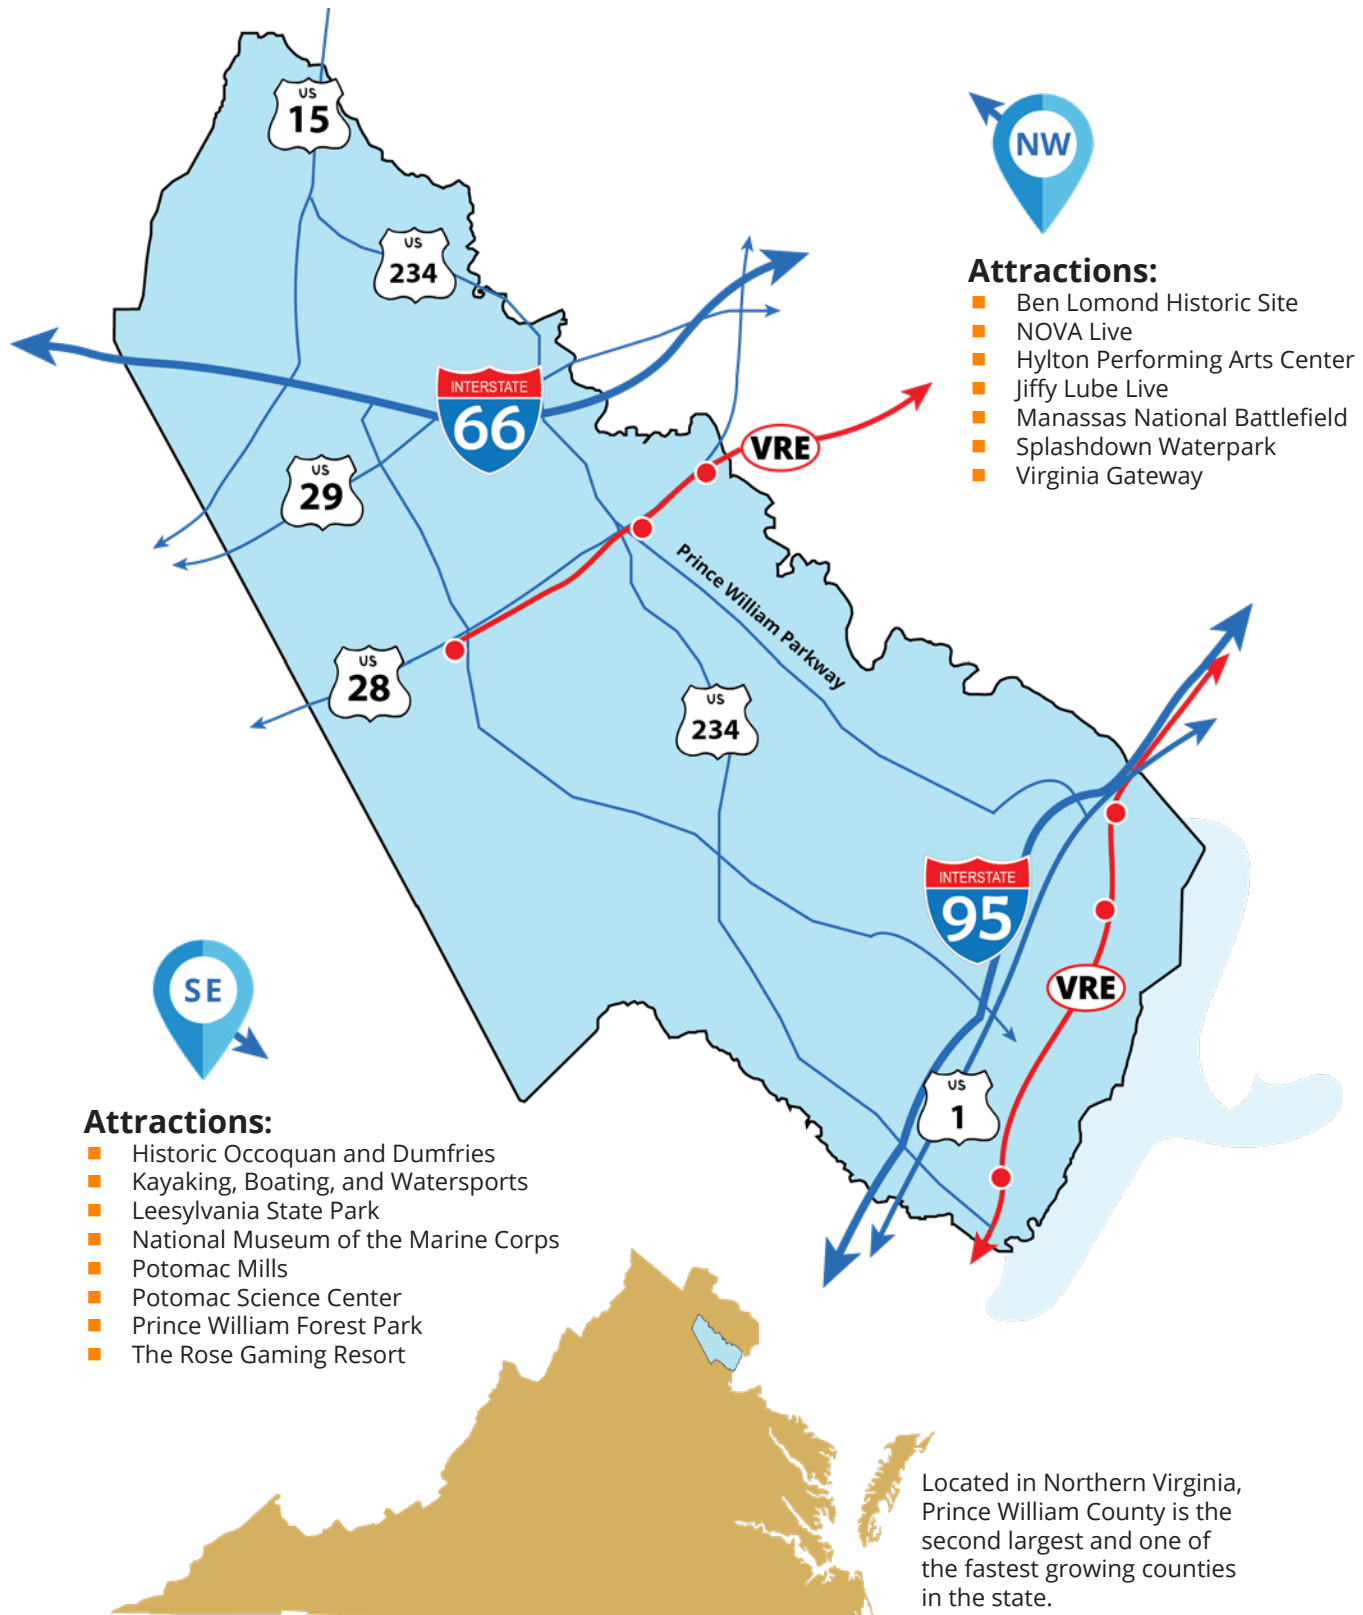 US
15
NW
US
234
Attractions:
Ben Lomond Historic Site
NOVA Live
Hylton Performing Arts Center
Jiffy Lube Live
Manassas National Battlefield
Splashdown Waterpark
Virginia Gateway
INTERSTATE
66
VRE
US
29
Prince William Parkway
US
28
US
234
INTERSTATE
95
VRE
SE
US
1
Attractions:
Historic Occoquan and Dumfries
Kayaking, Boating, and Watersports
Leesylvania State Park
National Museum of the Marine Corps
Potomac Mills
Potomac Science Center
Prince William Forest Park
The Rose Gaming Resort
Located in Northern Virginia,
Prince William County is the
second largest and one of
the fastest growing counties
in the state.